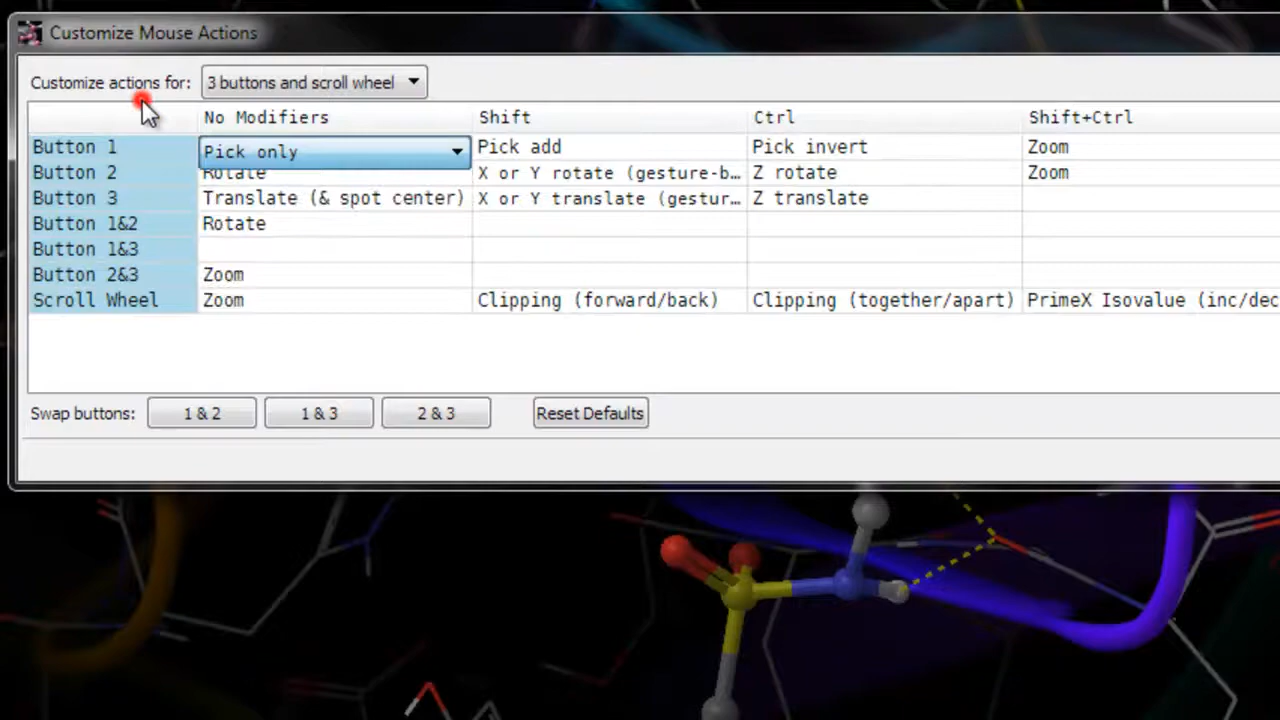 Customize Mouse Actions
Customize actions for: 3 buttons and scroll wheel
No Modifiers Shift Ctrl Shift+Ctrl
Button 1 Pick only Pick add Pick invert Zoom
Button 2 Rotate X or Y rotate (gesture-b… Z rotate Zoom
Button 3 Translate (& spot center) X or Y translate (gestur… Z translate
Button 1&2 Rotate
Button 1&3
Button 2&3 Zoom
Scroll Wheel Zoom Clipping (forward/back) Clipping (together/apart) PrimeX Isovalue (inc/dec
Swap buttons: 1 & 2 1 & 3 2 & 3 Reset Defaults